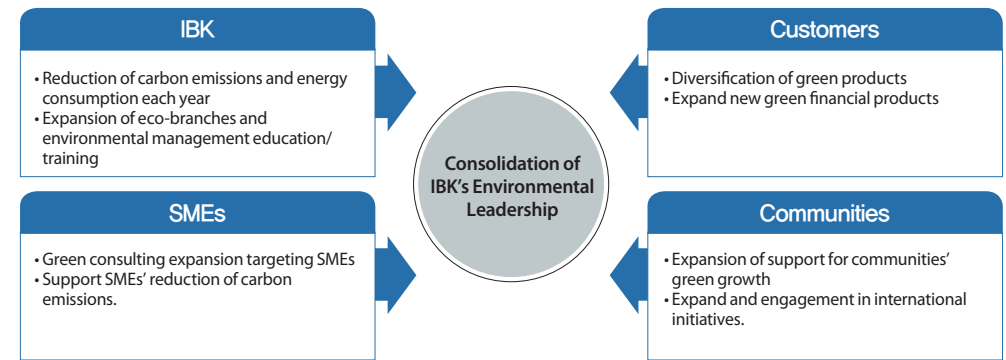 IBK
• Reduction of carbon emissions and energy
consumption each year
• Expansion of eco-branches and
environmental management education/
training
Customers
• Diversification of green products
• Expand new green financial products
Consolidation of
IBK's Environmental
Leadership
SMEs
• Green consulting expansion targeting SMEs
• Support SMEs' reduction of carbon
emissions.
Communities
• Expansion of support for communities'
green growth
• Expand and engagement in international
initiatives.